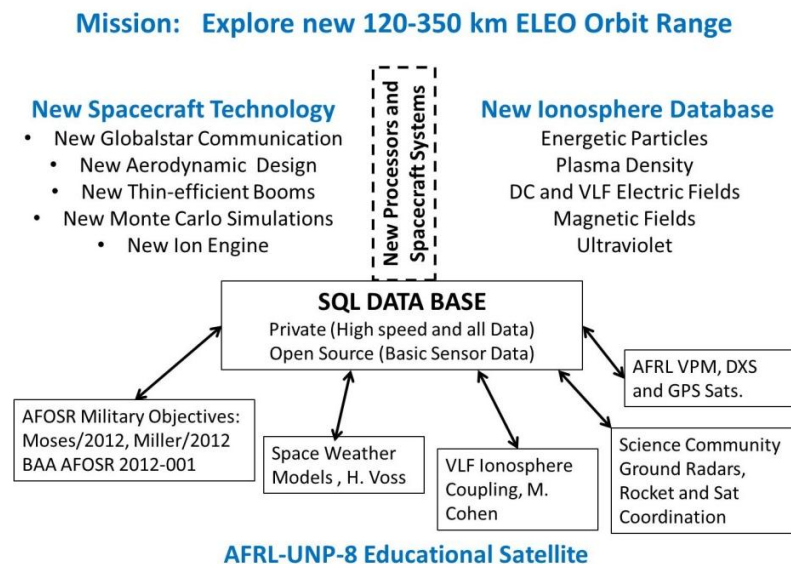 Mission: Explore new 120-350 km ELEO Orbit Range
New Spacecraft Technology
• New Globalstar Communication
• New Aerodynamic Design
• New Thin-efficient Booms
• New Monte Carlo Simulations
• New Ion Engine
New Processors and
Spacecraft Systems
New Ionosphere Database
Energetic Particles
Plasma Density
DC and VLF Electric Fields
Magnetic Fields
Ultraviolet
SQL DATA BASE
Private (High speed and all Data)
Open Source (Basic Sensor Data)
AFOSR Military Objectives:
Moses/2012, Miller/2012
BAA AFOSR 2012-001
Space Weather
Models , H. Voss
VLF Ionosphere
Coupling, M.
Cohen
AFRL VPM, DXS
and GPS Sats.
Science Community
Ground Radars,
Rocket and Sat
Coordination
AFRL-UNP-8 Educational Satellite